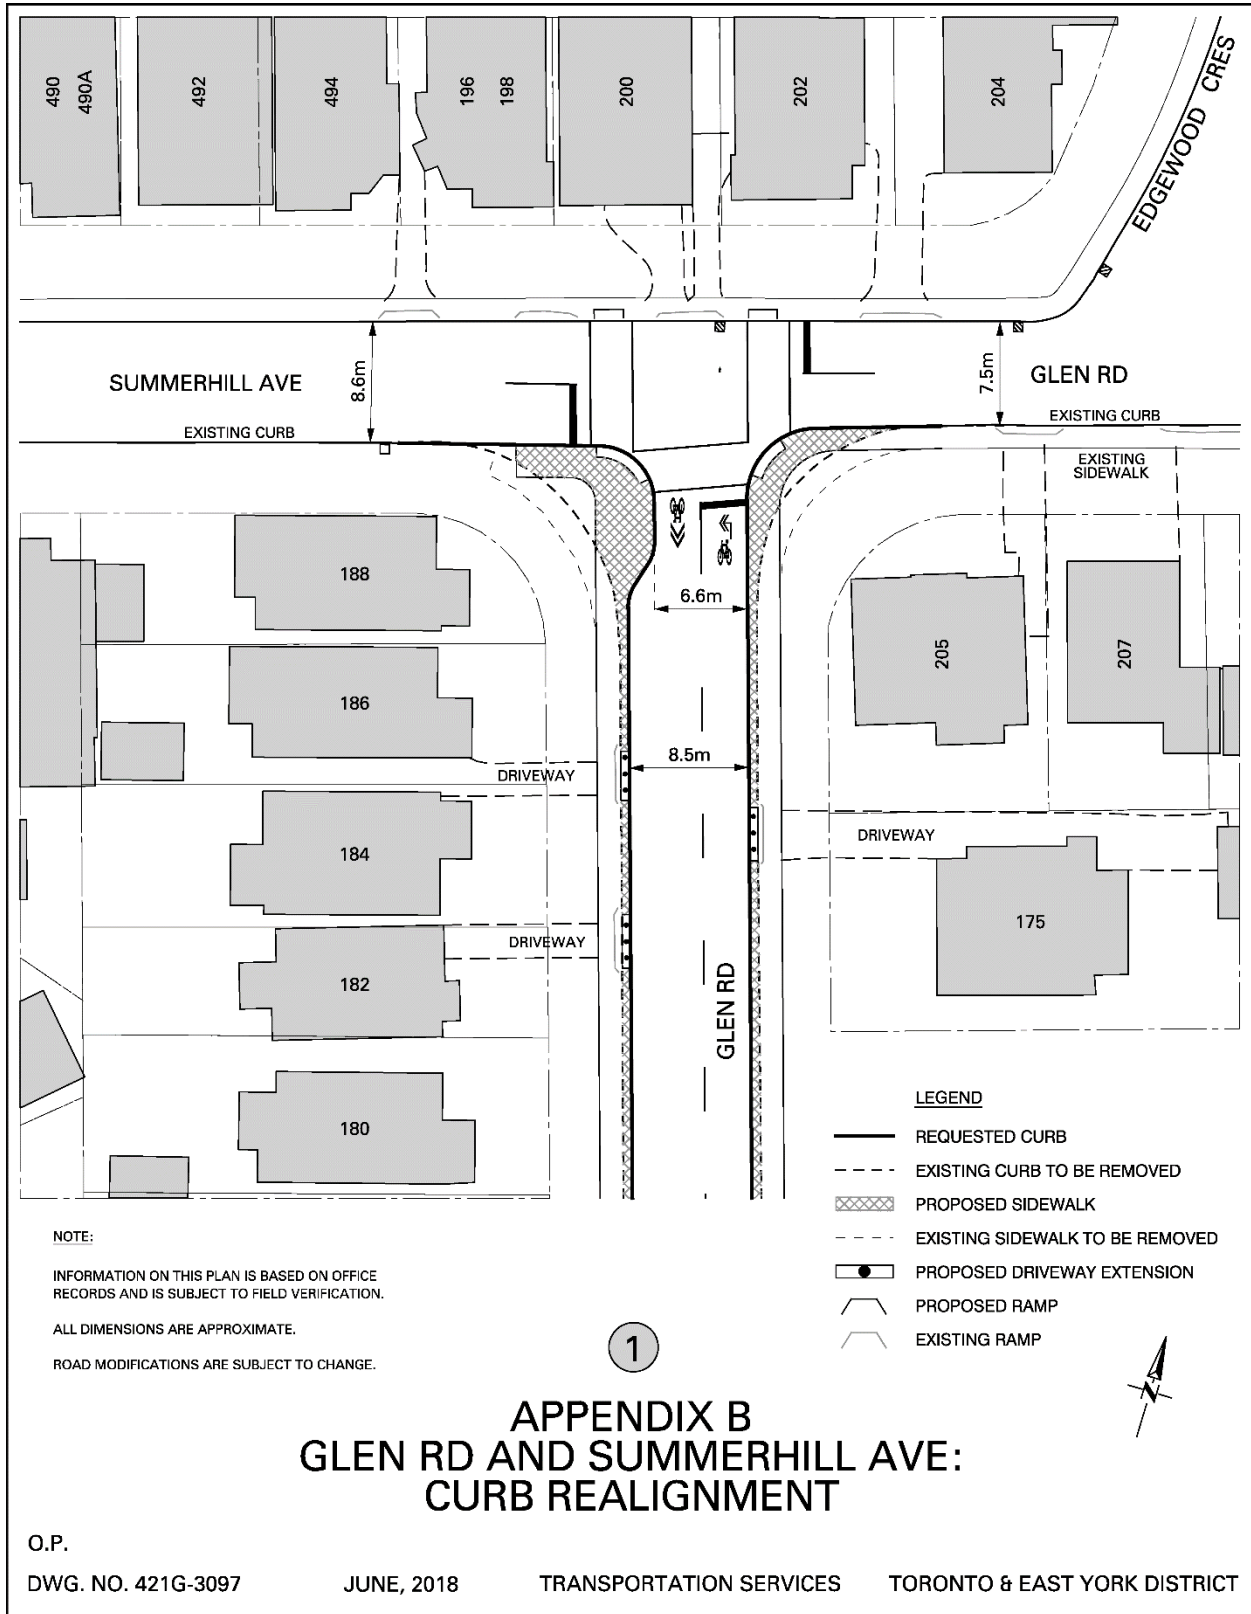 490
490A
492
494
196
198
200
202
204
EDGEWOOD CRES
SUMMERHILL AVE
8.6m
7.5m
GLEN RD
EXISTING CURB
EXISTING CURB
EXISTING
SIDEWALK
188
6.6m
205
207
186
8.5m
DRIVEWAY
184
DRIVEWAY
DRIVEWAY
182
175
GLEN RD
180
LEGEND
REQUESTED CURB
EXISTING CURB TO BE REMOVED
PROPOSED SIDEWALK
EXISTING SIDEWALK TO BE REMOVED
PROPOSED DRIVEWAY EXTENSION
PROPOSED RAMP
EXISTING RAMP
NOTE:
INFORMATION ON THIS PLAN IS BASED ON OFFICE
RECORDS AND IS SUBJECT TO FIELD VERIFICATION.
ALL DIMENSIONS ARE APPROXIMATE.
ROAD MODIFICATIONS ARE SUBJECT TO CHANGE.
1
N
APPENDIX B
GLEN RD AND SUMMERHILL AVE:
CURB REALIGNMENT
O.P.
DWG. NO. 421G-3097 JUNE, 2018 TRANSPORTATION SERVICES TORONTO & EAST YORK DISTRICT